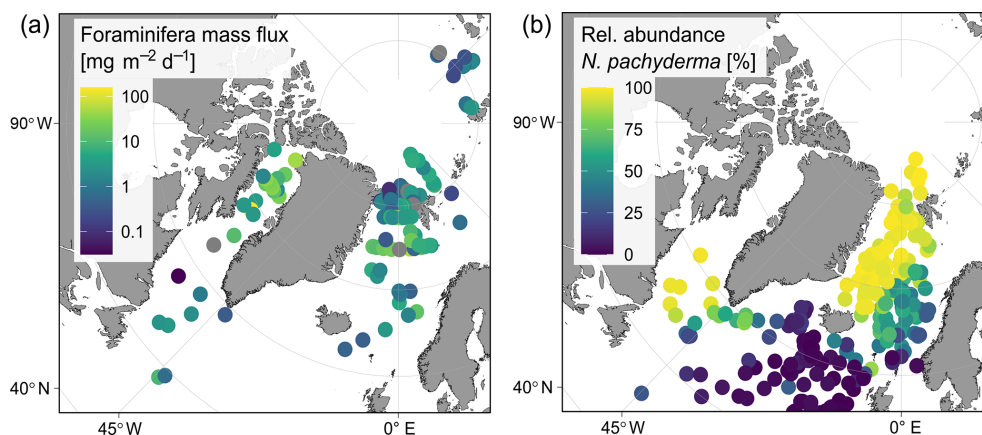 (a)
Foraminifera mass flux
[mg m⁻² d⁻¹]
100
10
1
0.1
90° W
40° N
45° W
0° E
(b)
Rel. abundance
N. pachyderma [%]
100
75
50
25
0
90° W
40° N
45° W
0° E